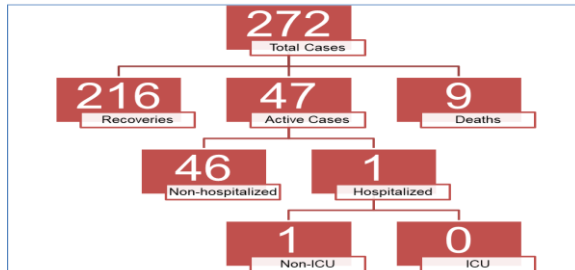 272
Total Cases
216
Recoveries
47
Active Cases
9
Deaths
46
Non-hospitalized
1
Hospitalized
1
Non-ICU
0
ICU